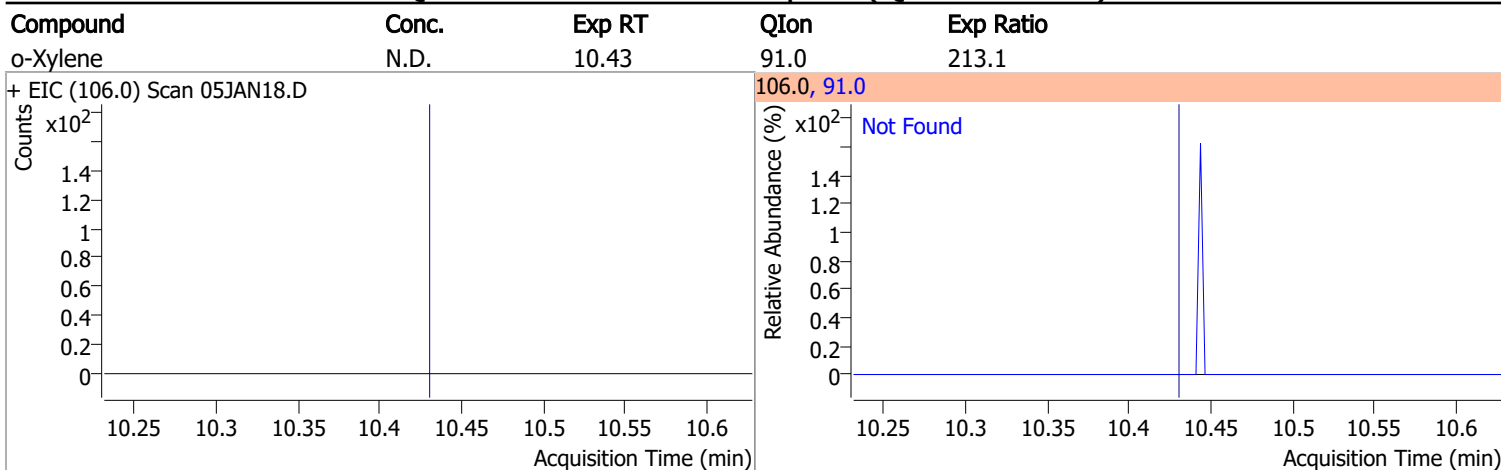 Compound Conc. Exp RT QIon Exp Ratio
o-Xylene N.D. 10.43 91.0 213.1
+ EIC (106.0) Scan 05JAN18.D
Counts
x10²
1.4
1.2
1
0.8
0.6
0.4
0.2
0
10.25 10.3 10.35 10.4 10.45 10.5 10.55 10.6
Acquisition Time (min)
106.0, 91.0
Relative Abundance (%)
x10²
Not Found
1.4
1.2
1
0.8
0.6
0.4
0.2
0
10.25 10.3 10.35 10.4 10.45 10.5 10.55 10.6
Acquisition Time (min)